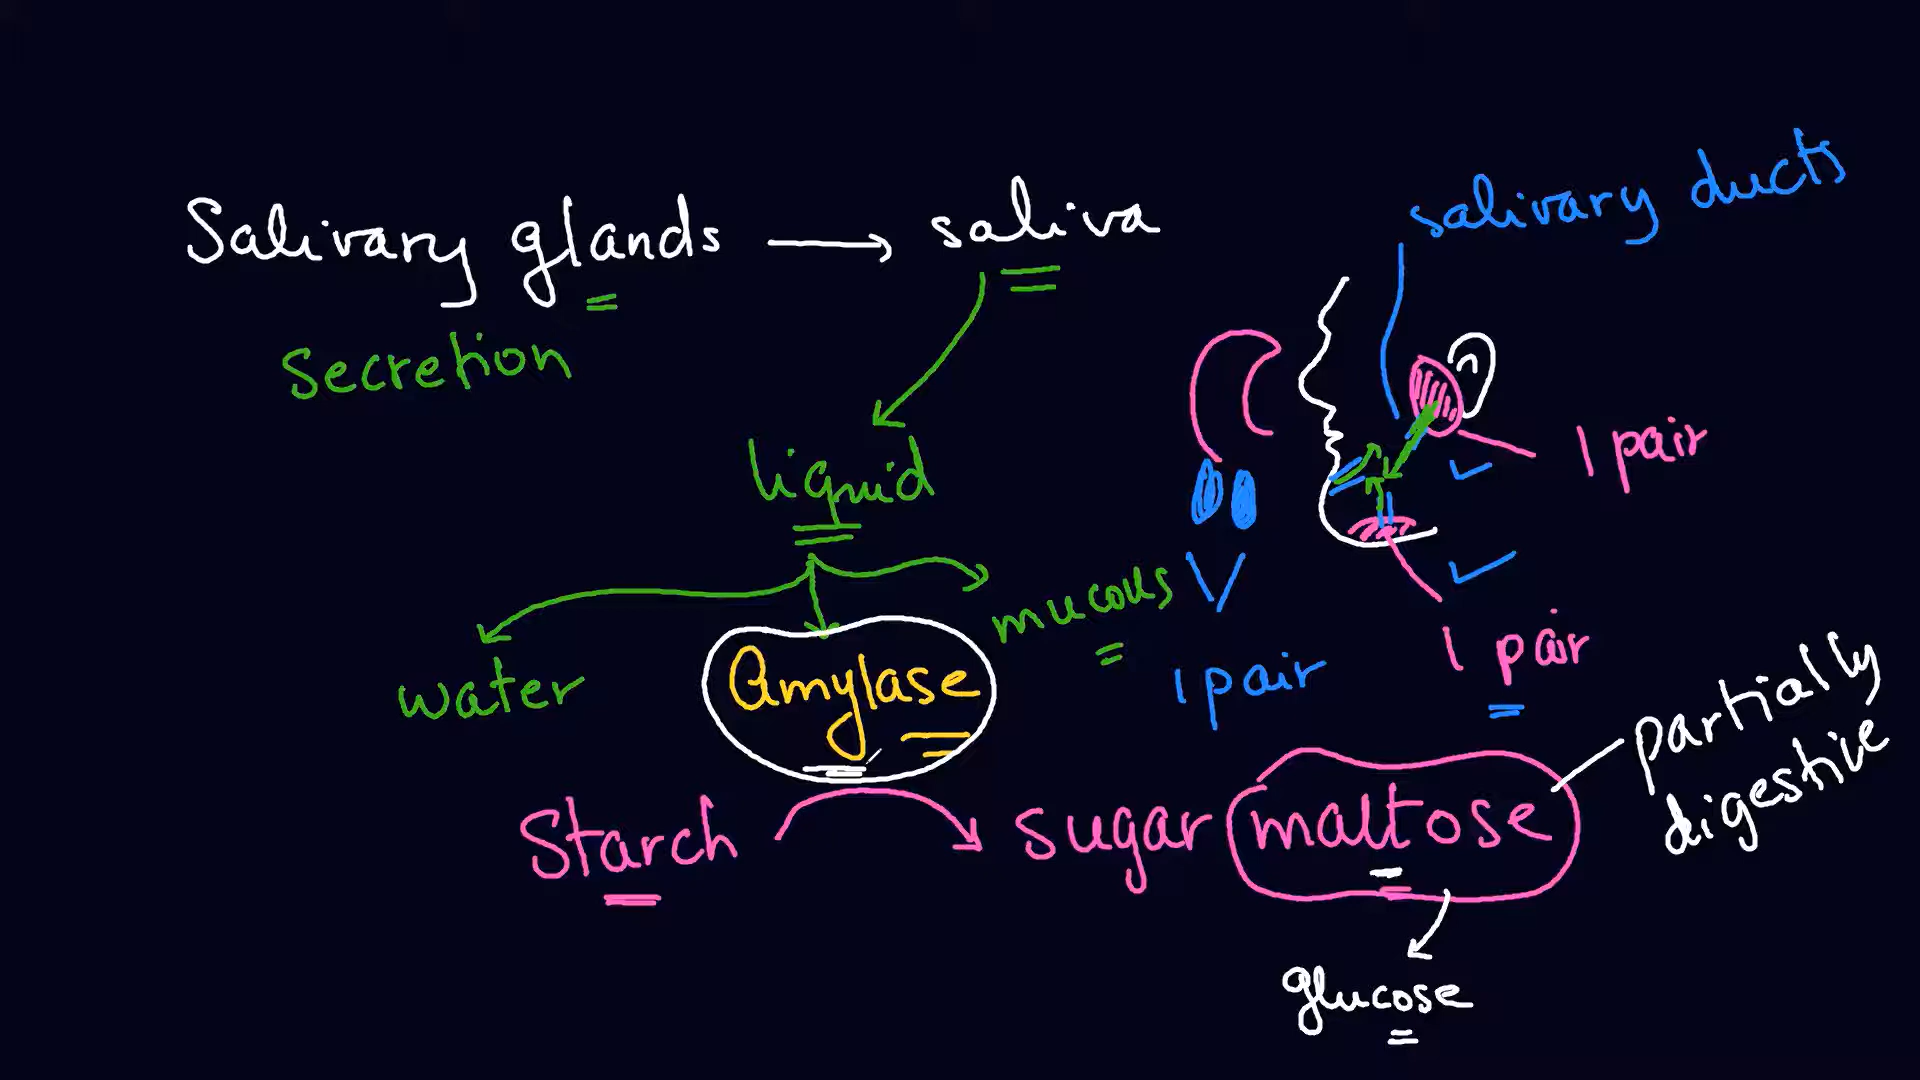 Salivary glands → saliva
salivary ducts
secretion
liquid
1 pair
water
amylase
mucous
1 pair
1 pair
partially
digestive
Starch
sugar maltose
glucose